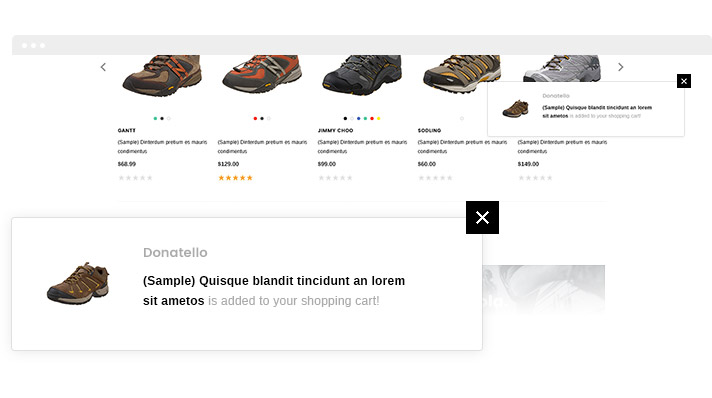 Donatello
(Sample) Quisque blandit tincidunt an lorem
sit ametos is added to your shopping cart!
GANTT
JIMMY CHOO
SODLING
(Sample) Dinterdum pretium es mauris
condimentus
(Sample) Dinterdum pretium es mauris
condimentus
(Sample) Dinterdum pretium es mauris
condimentus
(Sample) Dinterdum pretium es mauris
condimentus
(Sample) Dinterdum pretium es mauris
condimentus
$68.99
$129.00
$99.00
$60.00
$149.00
Donatello
(Sample) Quisque blandit tincidunt an lorem
sit ametos is added to your shopping cart!